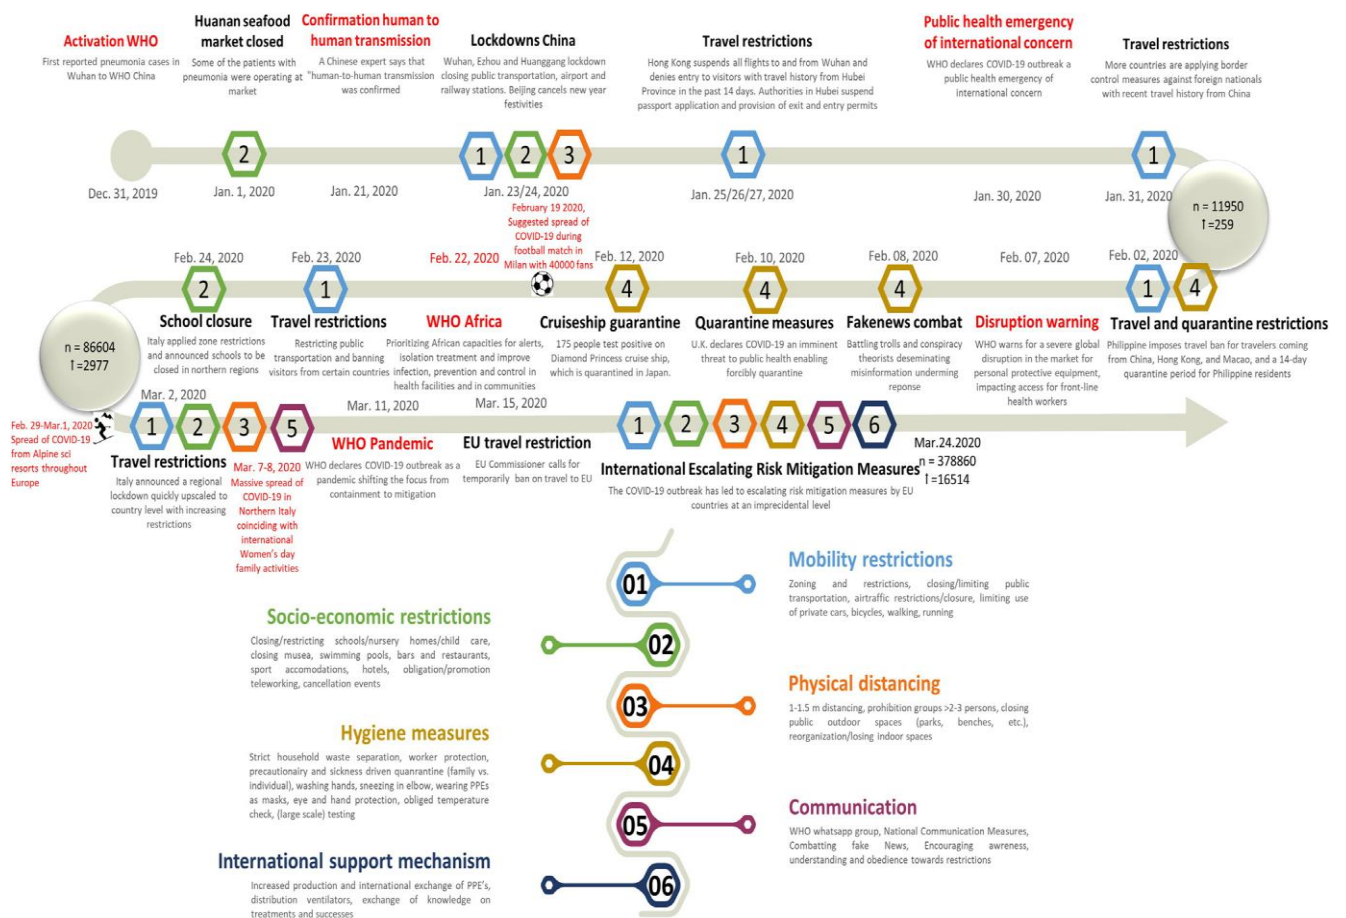 Activation WHO
First reported pneumonia cases in
Wuhan to WHO China
Huanan seafood
market closed
Some of the patients with
pneumonia were operating at
market
Confirmation human to
human transmission
A Chinese expert says that
"human-to-human transmission
was confirmed
Lockdowns China
Wuhan, Ezhou and Huanggang lockdown
closing public transportation, airport and
railway stations. Beijing cancels new year
festivities
Travel restrictions
Hong Kong suspends all flights to and from Wuhan and
denies entry to visitors with travel history from Hubei
Province in the past 14 days. Authorities in Hubei suspend
passport application and provision of exit and entry permits
Public health emergency
of international concern
WHO declares COVID-19 outbreak a
public health emergency of
international concern
Travel restrictions
More countries are applying border
control measures against foreign nationals
with recent travel history from China
2
1
2
3
1
1
Dec. 31, 2019
Jan. 1, 2020
Jan. 21, 2020
Jan. 23/24, 2020
Jan. 25/26/27, 2020
Jan. 30, 2020
Jan. 31, 2020
n = 11950
†=259
February 19 2020,
Suggested spread of
COVID-19 during
football match in
Milan with 40000 fans
Feb. 24, 2020
Feb. 23, 2020
Feb. 22, 2020
Feb. 12, 2020
Feb. 10, 2020
Feb. 08, 2020
Feb. 07, 2020
Feb. 02, 2020
2
1
4
4
4
1
4
n = 86604
†=2977
School closure
Italy applied zone restrictions
and announced schools to be
closed in northern regions
Travel restrictions
Restricting public
transportation and banning
visitors from certain countries
WHO Africa
Prioritizing African capacities for alerts,
isolation treatment and improve
infection, prevention and control in
health facilities and in communities
Cruiseship guarantine
175 people test positive on
Diamond Princess cruise ship,
which is quarantined in Japan.
Quarantine measures
U.K. declares COVID-19 an imminent
threat to public health enabling
forcibly quarantine
Fakenews combat
Battling trolls and conspiracy
theorists deseminating
misinformation underming
reponse
Disruption warning
WHO warns for a severe global
disruption in the market for
personal protective equipment,
impacting access for front-line
health workers
Travel and quarantine restrictions
Philippine imposes travel ban for travelers coming
from China, Hong Kong, and Macao, and a 14-day
quarantine period for Philippine residents
Feb. 29-Mar.1, 2020
Spread of COVID-19
from Alpine sci
resorts throughout
Europe
Mar. 2, 2020
Mar. 11, 2020
Mar. 15, 2020
1
2
3
5
1
2
3
4
5
6
Travel restrictions
Italy announced a regional
lockdown quickly upscaled to
country level with increasing
restrictions
Mar. 7-8, 2020
Massive spread of
COVID-19 in
Northern Italy
coinciding with
international
Women's day
family activities
WHO Pandemic
WHO declares COVID-19 outbreak as a
pandemic shifting the focus from
containment to mitigation
EU travel restriction
EU Commissioner calls for
temporarily ban on travel to EU
International Escalating Risk Mitigation Measures
The COVID-19 outbreak has led to escalating risk mitigation measures by EU
countries at an imprecidental level
Mar.24.2020
n = 378860
†=16514
01
Mobility restrictions
Zoning and restrictions, closing/limiting public
transportation, airtraffic restrictions/closure, limiting use
of private cars, bicycles, walking, running
Socio-economic restrictions
Closing/restricting schools/nursery homes/child care,
closing musea, swimming pools, bars and restaurants,
sport accomodations, hotels, obligation/promotion
teleworking, cancellation events
02
03
Physical distancing
1-1.5 m distancing, prohibition groups >2-3 persons, closing
public outdoor spaces (parks, benches, etc.),
reorganization/losing indoor spaces
Hygiene measures
Strict household waste separation, worker protection,
precautionairy and sickness driven quanrantine (family vs.
individual), washing hands, sneezing in elbow, wearing PPEs
as masks, eye and hand protection, obliged temperature
check, (large scale) testing
04
05
Communication
WHO whatsapp group, National Communication Measures,
Combatting fake News, Encouraging awreness,
understanding and obedience towards restrictions
International support mechanism
Increased production and international exchange of PPE's,
distribution ventilators, exchange of knowledge on
treatments and successes
06